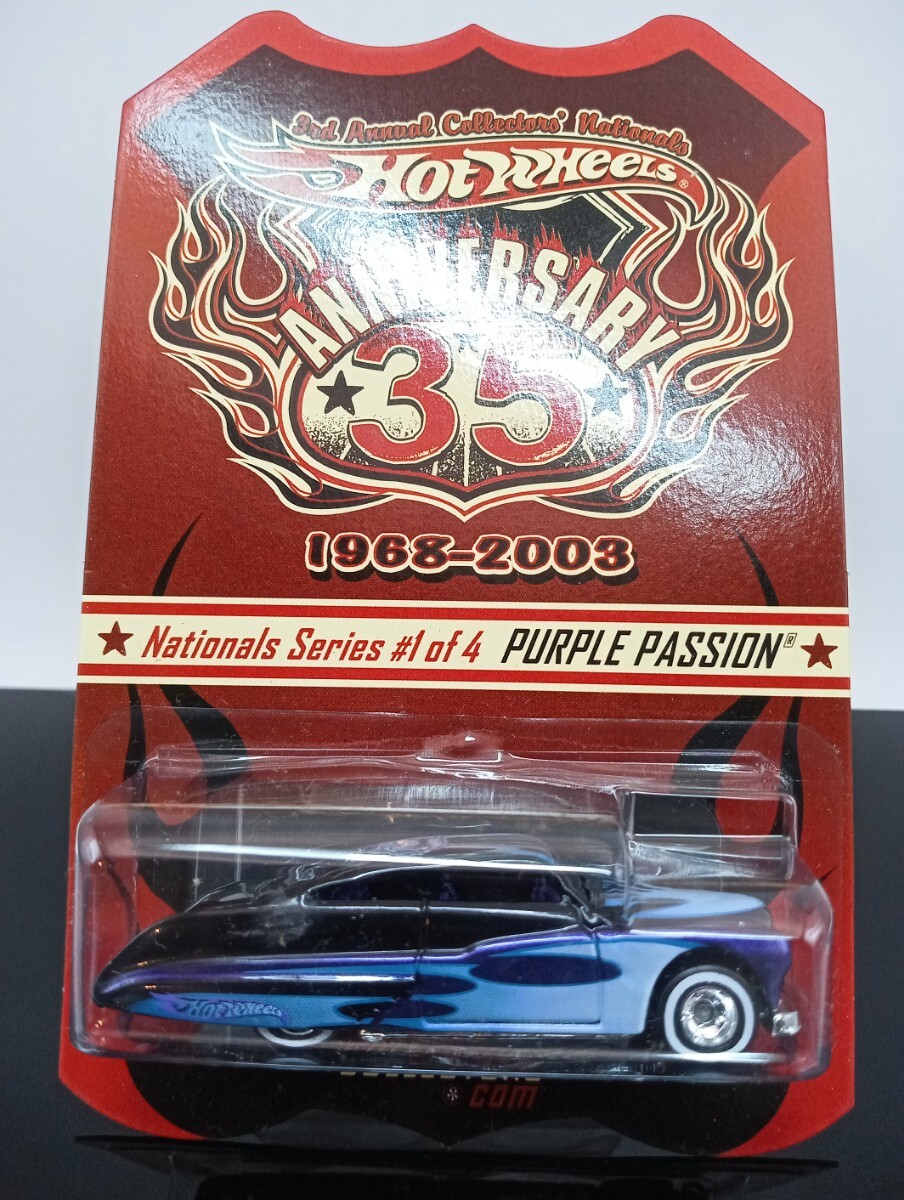 3rd Annual Collectors' Nationals
HOT WHEELS®
ANNIVERSARY
35
1968-2003
Nationals Series #1 of 4 PURPLE PASSION®
HOT WHEELS
.com